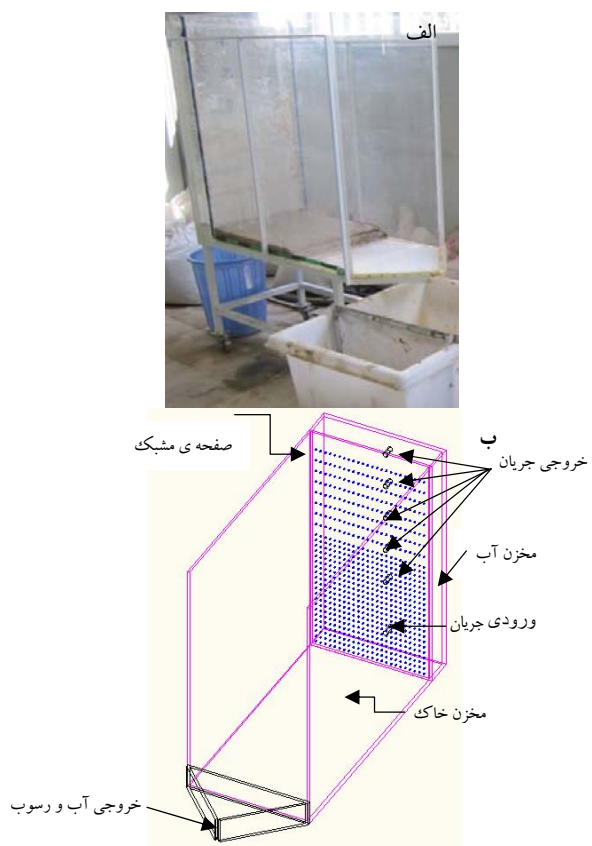 الف
ب
صفحه ی مشبک
خروجی جریان
مخزن آب
ورودی جریان
مخزن خاک
خروجی آب و رسوب